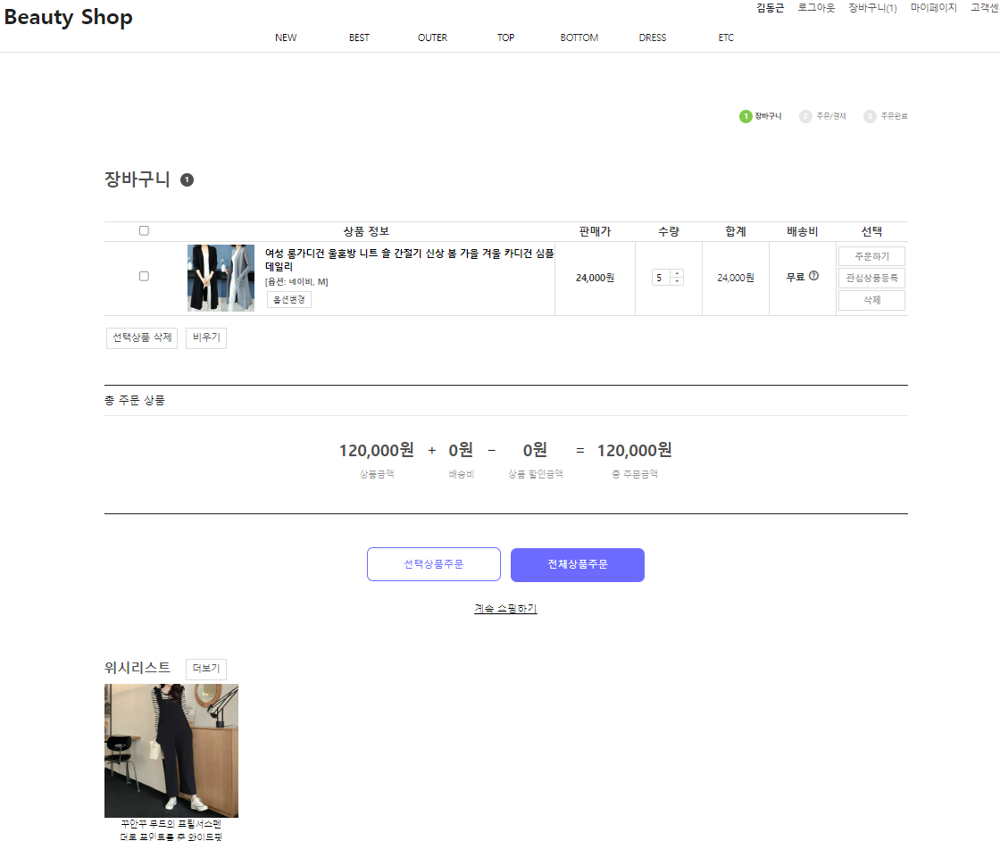 Beauty Shop
김동근 로그아웃 장바구니(1) 마이페이지 고객센
NEW BEST OUTER TOP BOTTOM DRESS ETC
1 장바구니 2 주문/결제 3 주문완료
장바구니 1
상품 정보 판매가 수량 합계 배송비 선택
여성 롱가디건 울혼방 니트 숄 간절기 신상 봄 가을 겨울 카디건 심플
데일리
[옵션: 네이비, M]
옵션변경
24,000원
5
24,000원
무료 ?
주문하기
관심상품등록
삭제
선택상품 삭제 비우기
총 주문 상품
120,000원 + 0원 − 0원 = 120,000원
상품금액 배송비 상품 할인금액 총 주문금액
선택상품주문 전체상품주문
계속 쇼핑하기
위시리스트 더보기
꾸안꾸 무드의 프릴서스펜
더로 포인트를 준 와이드핏